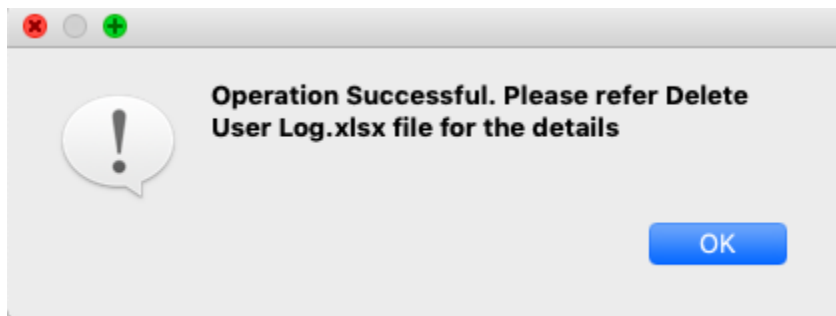 Operation Successful. Please refer Delete
User Log.xlsx file for the details
OK